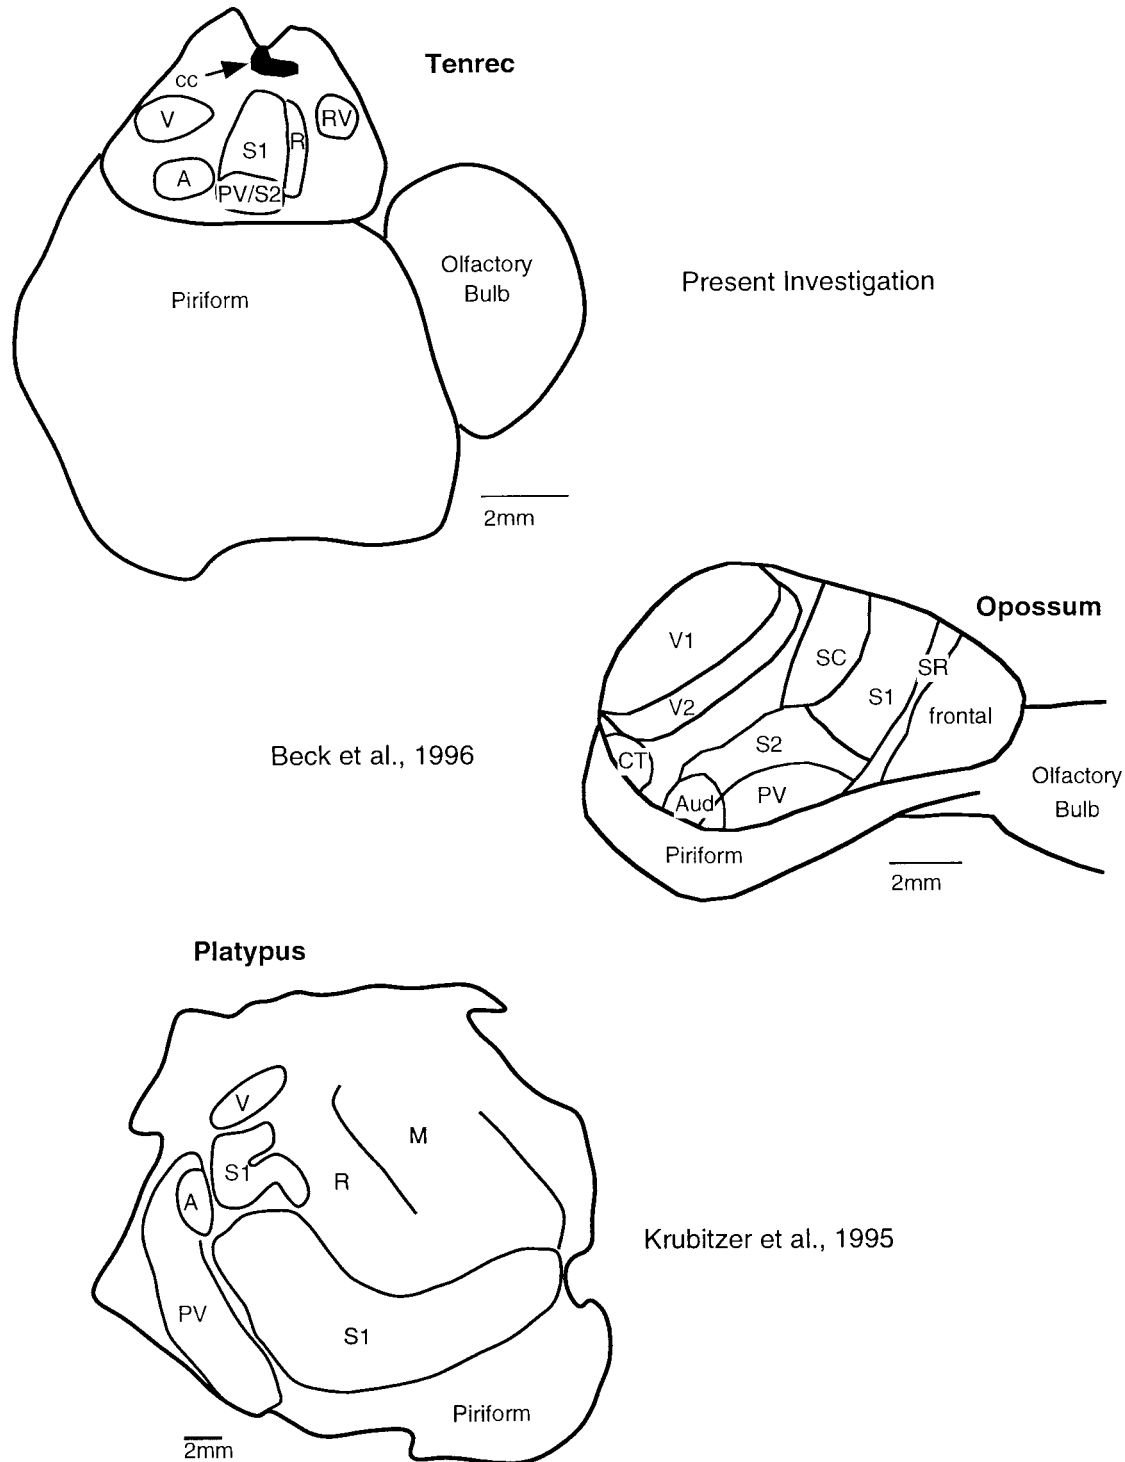 Tenrec
cc
V
RV
R
S1
A
PV/S2
Olfactory
Bulb
Piriform
Present Investigation
2mm
Opossum
V1
SC
SR
S1
V2
frontal
S2
CT
Beck et al., 1996
Aud
PV
Olfactory
Bulb
Piriform
2mm
Platypus
V
M
S1
R
A
Krubitzer et al., 1995
PV
S1
Piriform
2mm